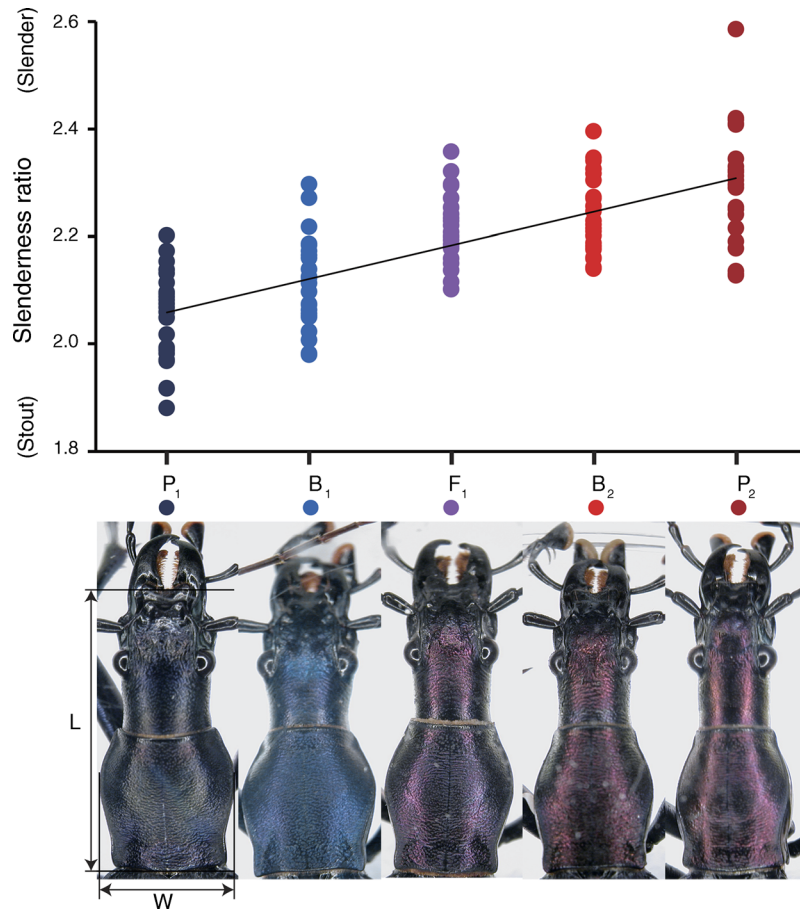 (Slender)
Slenderness ratio
(Stout)
2.6
2.4
2.2
2.0
1.8
P1
B1
F1
B2
P2
L
W